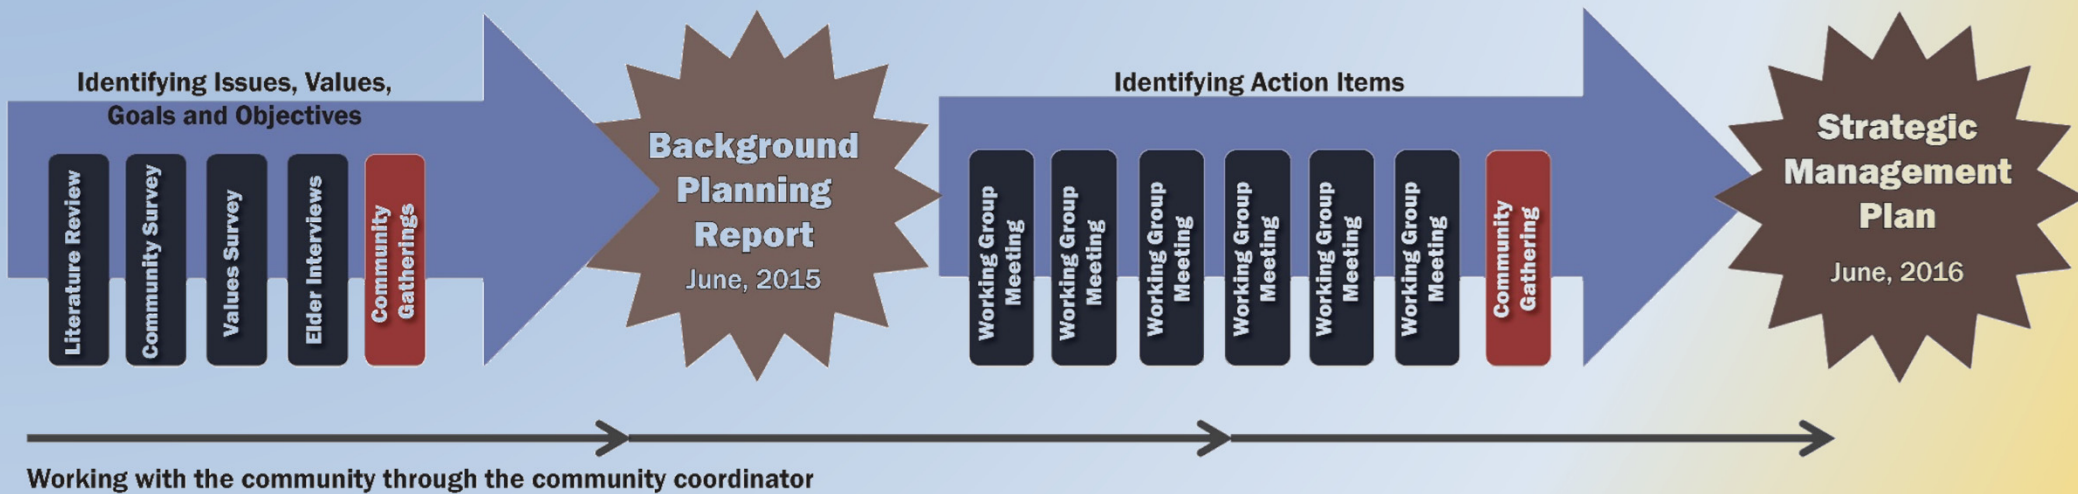 Identifying Issues, Values,
Goals and Objectives
Literature Review
Community Survey
Values Survey
Elder Interviews
Community
Gatherings
Background
Planning
Report
June, 2015
Identifying Action Items
Working Group
Meeting
Working Group
Meeting
Working Group
Meeting
Working Group
Meeting
Working Group
Meeting
Working Group
Meeting
Community
Gathering
Strategic
Management
Plan
June, 2016
Working with the community through the community coordinator